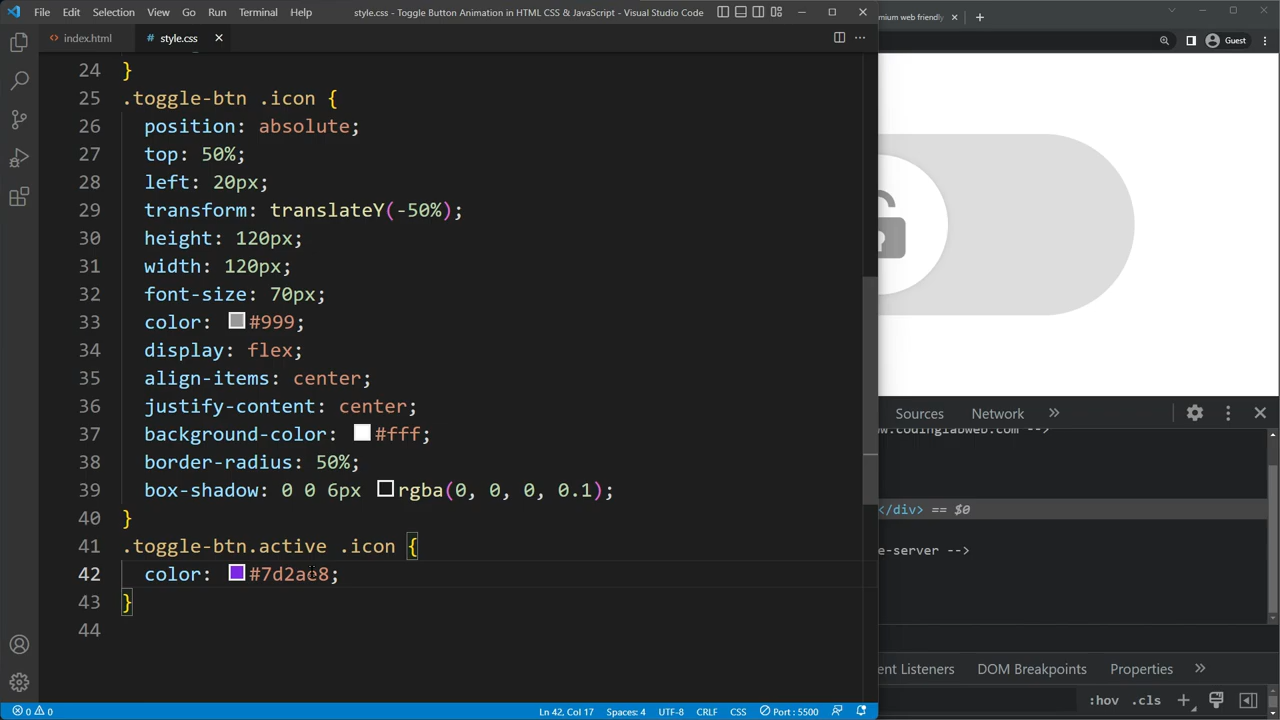 File Edit Selection View Go Run Terminal Help
style.css - Toggle Button Animation in HTML CSS & JavaScript - Visual Studio Code
index.html
# style.css
24 }
25 .toggle-btn .icon {
26 position: absolute;
27 top: 50%;
28 left: 20px;
29 transform: translateY(-50%);
30 height: 120px;
31 width: 120px;
32 font-size: 70px;
33 color: #999;
34 display: flex;
35 align-items: center;
36 justify-content: center;
37 background-color: #fff;
38 border-radius: 50%;
39 box-shadow: 0 0 6px rgba(0, 0, 0, 0.1);
40 }
41 .toggle-btn.active .icon {
42 color: #7d2ae8;
43 }
44
0 0
Ln 42, Col 17 Spaces: 4 UTF-8 CRLF CSS Port : 5500
mium web friendly
Guest
Sources Network
w.codinglabweb.com -->
</div> == $0
e-server -->
ent Listeners DOM Breakpoints Properties
:hov .cls